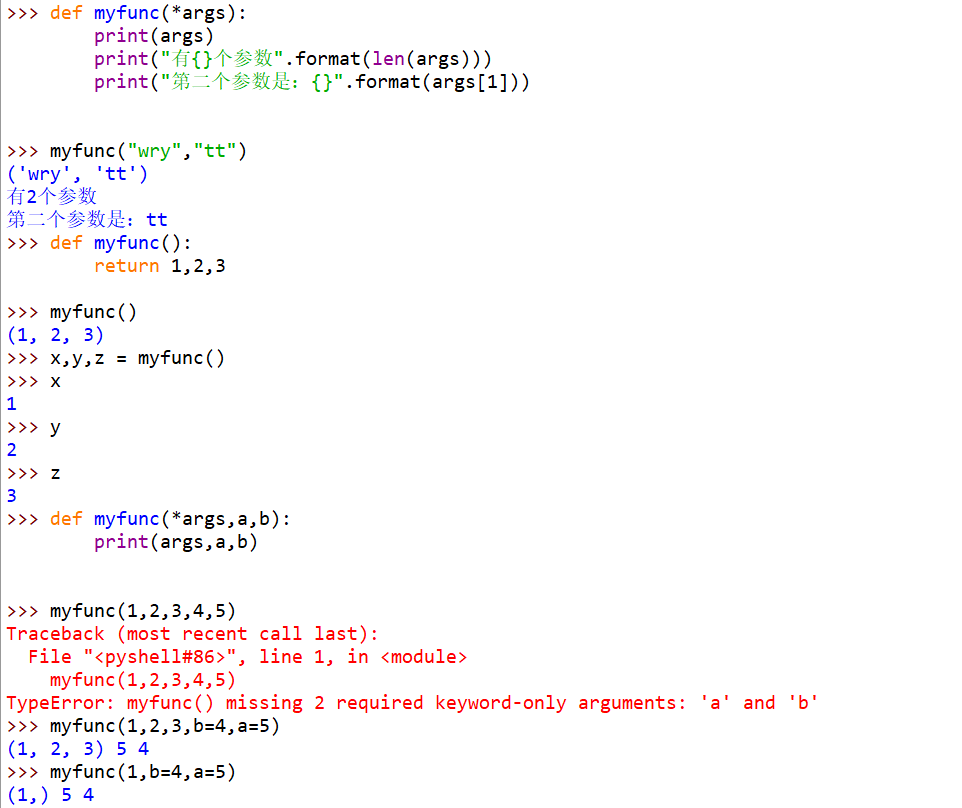 >>> def myfunc(*args):
        print(args)
        print("有{}个参数".format(len(args)))
        print("第二个参数是：{}".format(args[1]))
>>> myfunc("wry","tt")
('wry', 'tt')
有2个参数
第二个参数是：tt
>>> def myfunc():
        return 1,2,3
>>> myfunc()
(1, 2, 3)
>>> x,y,z = myfunc()
>>> x
1
>>> y
2
>>> z
3
>>> def myfunc(*args,a,b):
        print(args,a,b)
>>> myfunc(1,2,3,4,5)
Traceback (most recent call last):
  File "<pyshell#86>", line 1, in <module>
    myfunc(1,2,3,4,5)
TypeError: myfunc() missing 2 required keyword-only arguments: 'a' and 'b'
>>> myfunc(1,2,3,b=4,a=5)
(1, 2, 3) 5 4
>>> myfunc(1,b=4,a=5)
(1,) 5 4